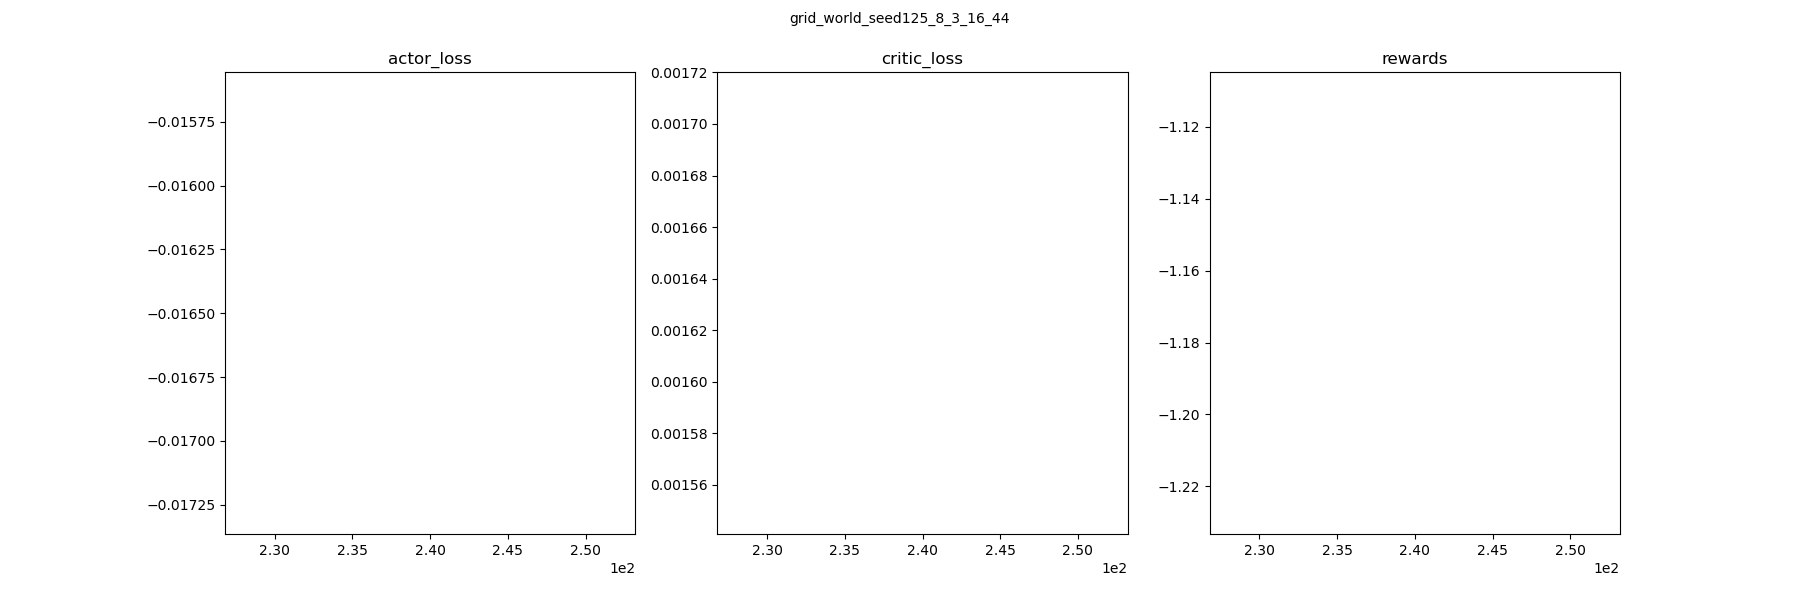 grid_world_seed125_8_3_16_44
actor_loss
−0.01575
−0.01600
−0.01625
−0.01650
−0.01675
−0.01700
−0.01725
2.30 2.35 2.40 2.45 2.50
1e2
critic_loss
0.00172
0.00170
0.00168
0.00166
0.00164
0.00162
0.00160
0.00158
0.00156
2.30 2.35 2.40 2.45 2.50
1e2
rewards
−1.12
−1.14
−1.16
−1.18
−1.20
−1.22
2.30 2.35 2.40 2.45 2.50
1e2